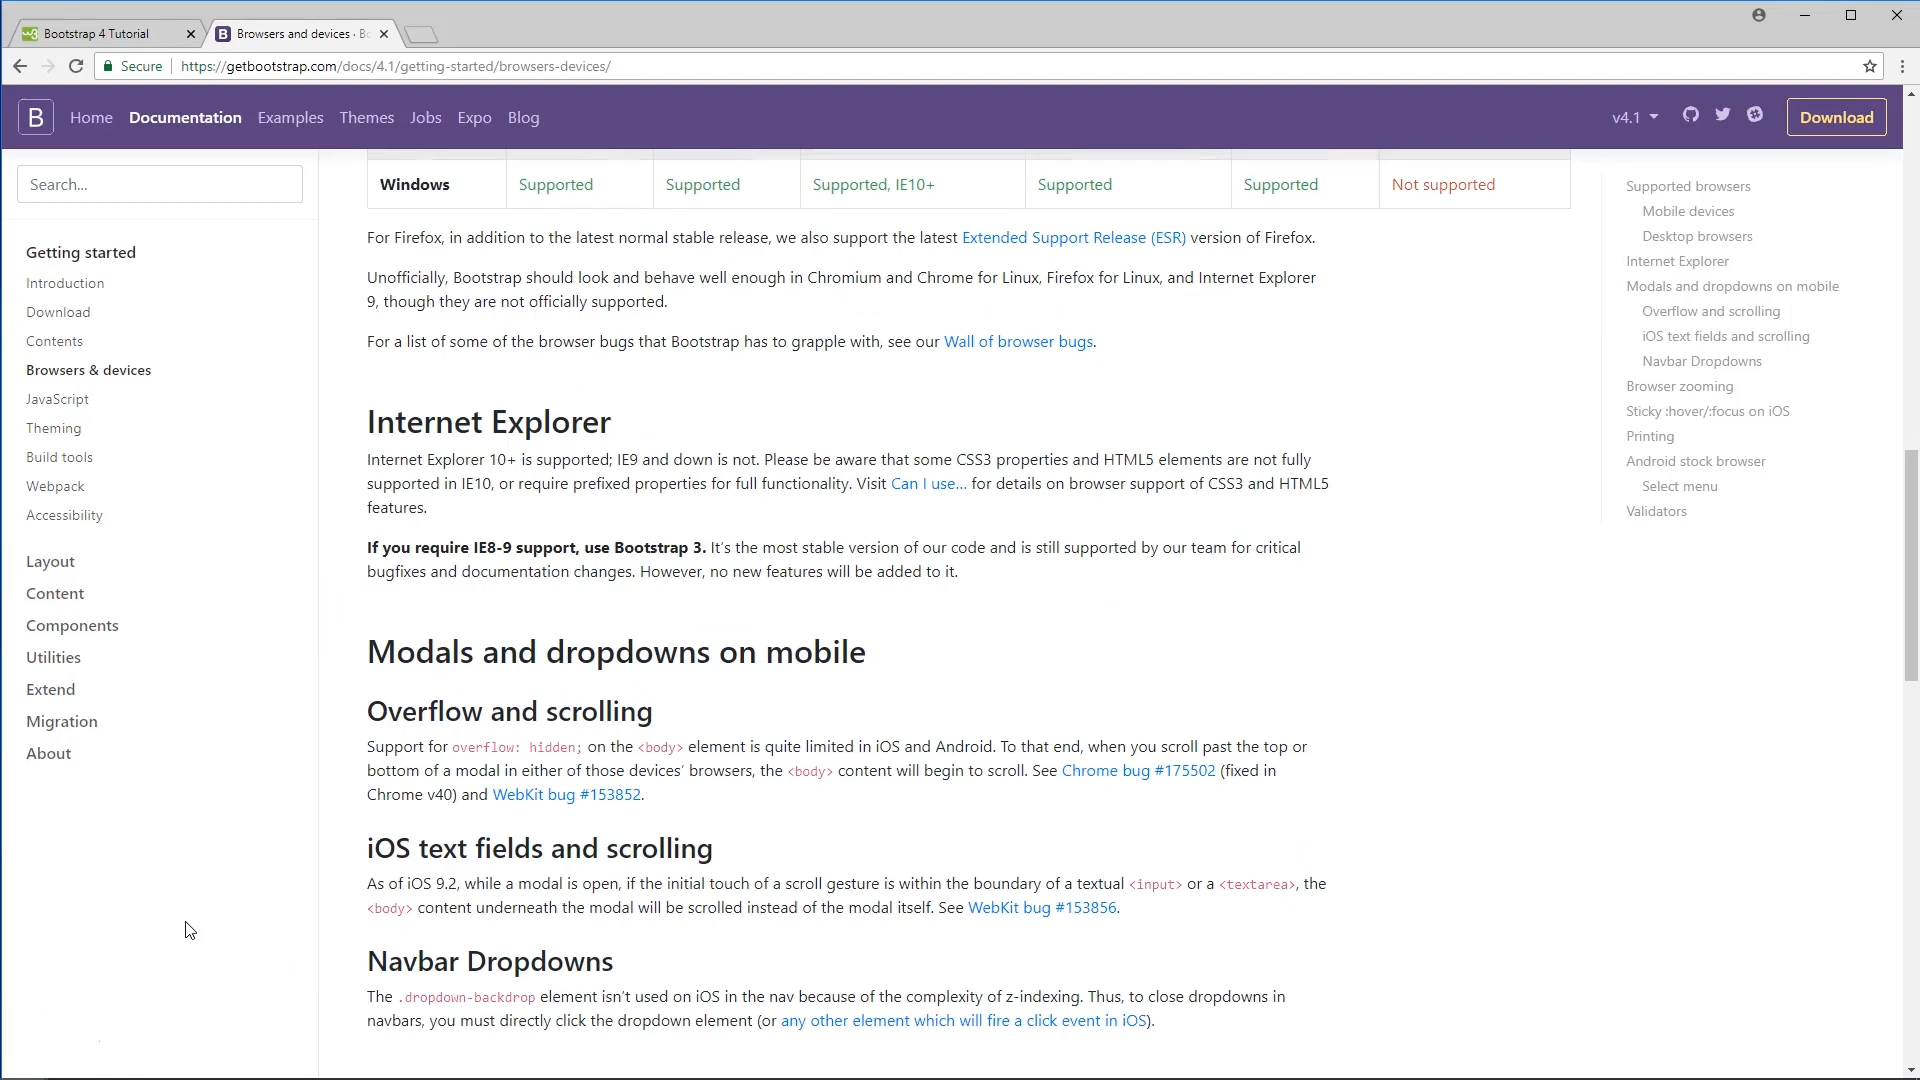 Bootstrap 4 Tutorial
Browsers and devices · Bo
Secure
https://getbootstrap.com/docs/4.1/getting-started/browsers-devices/
B Home Documentation Examples Themes Jobs Expo Blog v4.1 Download
Search...
Getting started
Introduction
Download
Contents
Browsers & devices
JavaScript
Theming
Build tools
Webpack
Accessibility
Layout
Content
Components
Utilities
Extend
Migration
About
Windows Supported Supported Supported, IE10+ Supported Supported Not supported
For Firefox, in addition to the latest normal stable release, we also support the latest Extended Support Release (ESR) version of Firefox.
Unofficially, Bootstrap should look and behave well enough in Chromium and Chrome for Linux, Firefox for Linux, and Internet Explorer
9, though they are not officially supported.
For a list of some of the browser bugs that Bootstrap has to grapple with, see our Wall of browser bugs.
Internet Explorer
Internet Explorer 10+ is supported; IE9 and down is not. Please be aware that some CSS3 properties and HTML5 elements are not fully
supported in IE10, or require prefixed properties for full functionality. Visit Can I use... for details on browser support of CSS3 and HTML5
features.
If you require IE8-9 support, use Bootstrap 3. It's the most stable version of our code and is still supported by our team for critical
bugfixes and documentation changes. However, no new features will be added to it.
Modals and dropdowns on mobile
Overflow and scrolling
Support for overflow: hidden; on the <body> element is quite limited in iOS and Android. To that end, when you scroll past the top or
bottom of a modal in either of those devices' browsers, the <body> content will begin to scroll. See Chrome bug #175502 (fixed in
Chrome v40) and WebKit bug #153852.
iOS text fields and scrolling
As of iOS 9.2, while a modal is open, if the initial touch of a scroll gesture is within the boundary of a textual <input> or a <textarea>, the
<body> content underneath the modal will be scrolled instead of the modal itself. See WebKit bug #153856.
Navbar Dropdowns
The .dropdown-backdrop element isn't used on iOS in the nav because of the complexity of z-indexing. Thus, to close dropdowns in
navbars, you must directly click the dropdown element (or any other element which will fire a click event in iOS).
Supported browsers
Mobile devices
Desktop browsers
Internet Explorer
Modals and dropdowns on mobile
Overflow and scrolling
iOS text fields and scrolling
Navbar Dropdowns
Browser zooming
Sticky :hover/:focus on iOS
Printing
Android stock browser
Select menu
Validators